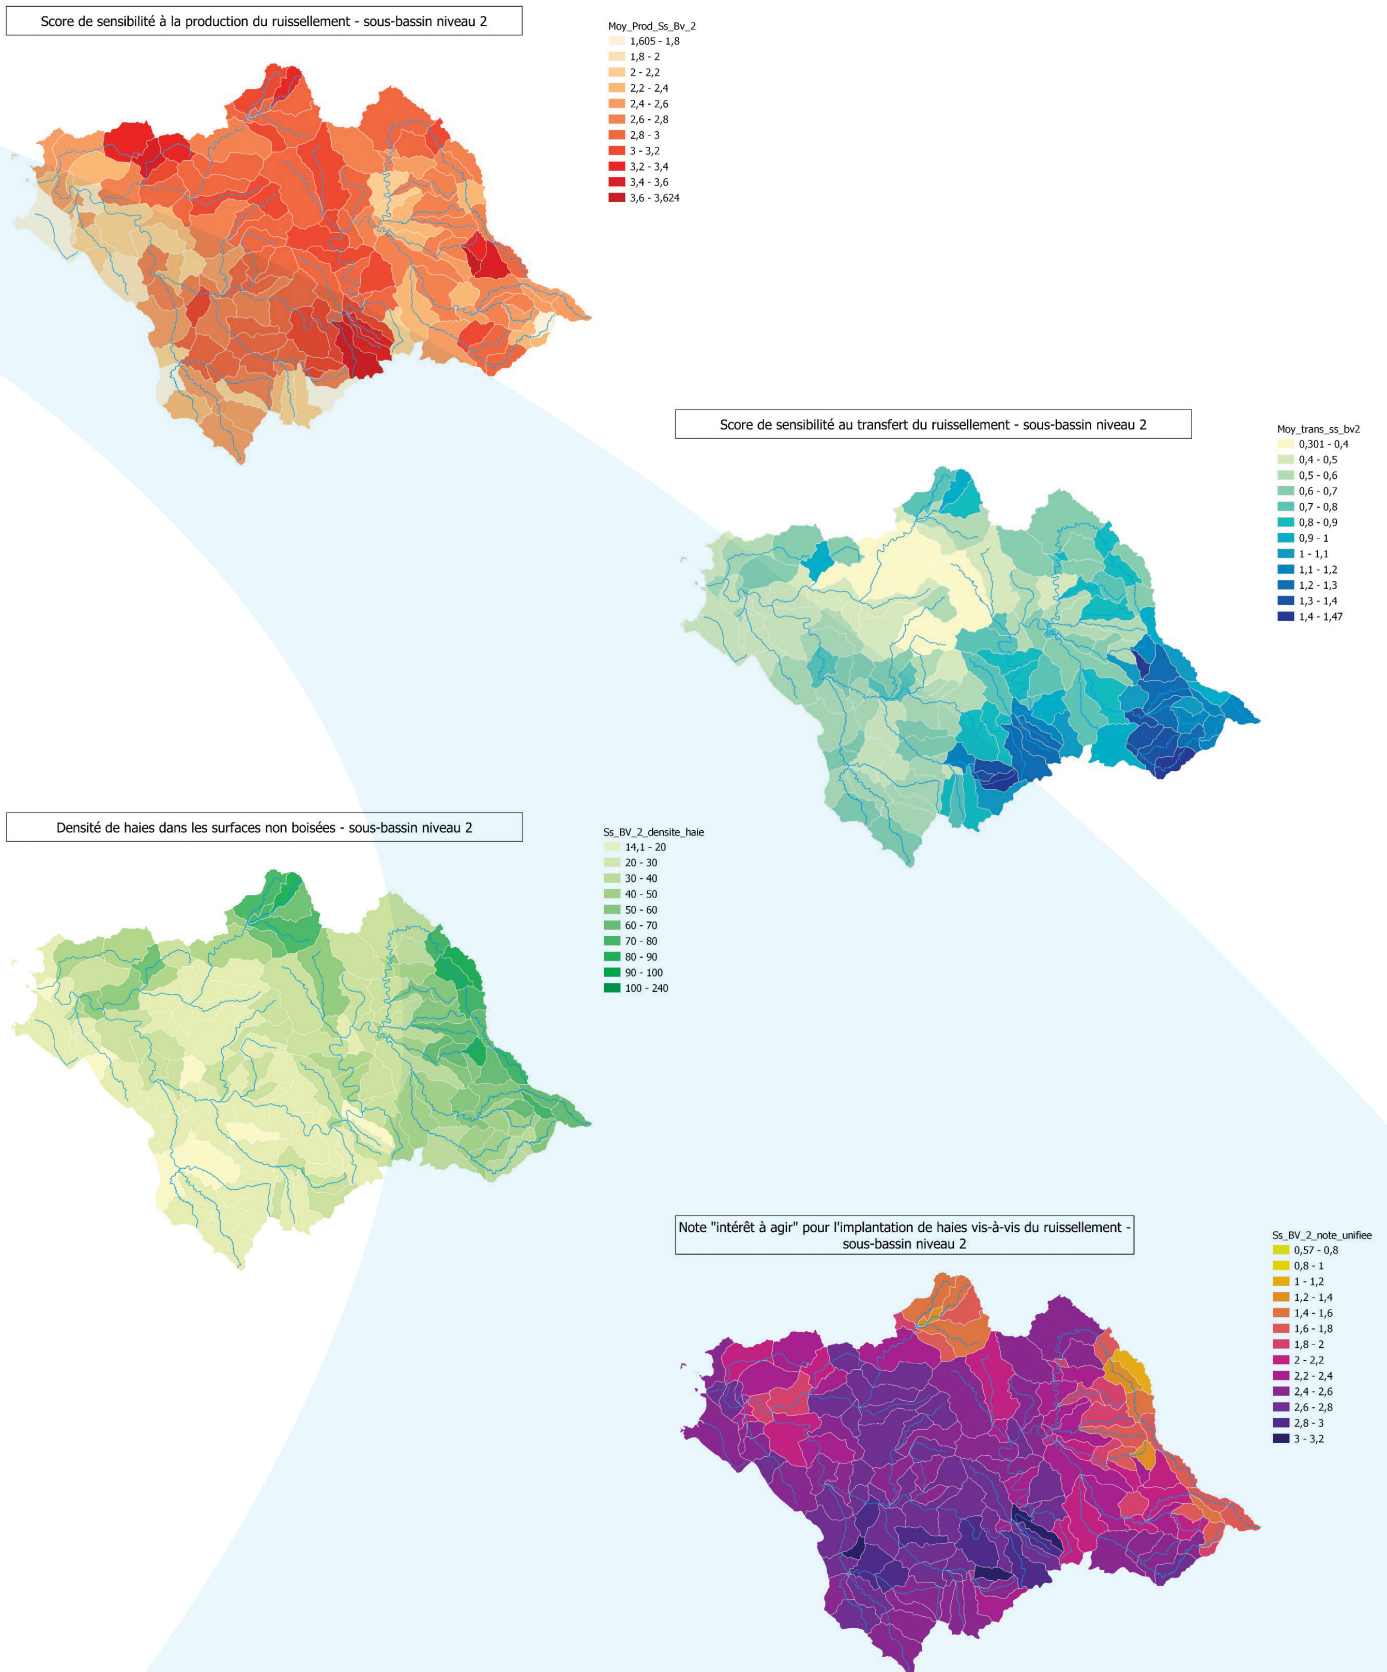 Score de sensibilité à la production du ruissellement - sous-bassin niveau 2
Moy_Prod_Ss_Bv_2
1,605 - 1,8
1,8 - 2
2 - 2,2
2,2 - 2,4
2,4 - 2,6
2,6 - 2,8
2,8 - 3
3 - 3,2
3,2 - 3,4
3,4 - 3,6
3,6 - 3,624
Score de sensibilité au transfert du ruissellement - sous-bassin niveau 2
Moy_trans_ss_bv2
0,301 - 0,4
0,4 - 0,5
0,5 - 0,6
0,6 - 0,7
0,7 - 0,8
0,8 - 0,9
0,9 - 1
1 - 1,1
1,1 - 1,2
1,2 - 1,3
1,3 - 1,4
1,4 - 1,47
Densité de haies dans les surfaces non boisées - sous-bassin niveau 2
Ss_BV_2_densite_haie
14,1 - 20
20 - 30
30 - 40
40 - 50
50 - 60
60 - 70
70 - 80
80 - 90
90 - 100
100 - 240
Note "intérêt à agir" pour l'implantation de haies vis-à-vis du ruissellement -
sous-bassin niveau 2
Ss_BV_2_note_unifiee
0,57 - 0,8
0,8 - 1
1 - 1,2
1,2 - 1,4
1,4 - 1,6
1,6 - 1,8
1,8 - 2
2 - 2,2
2,2 - 2,4
2,4 - 2,6
2,6 - 2,8
2,8 - 3
3 - 3,2